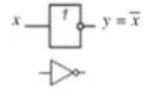 x 1 y = x̅